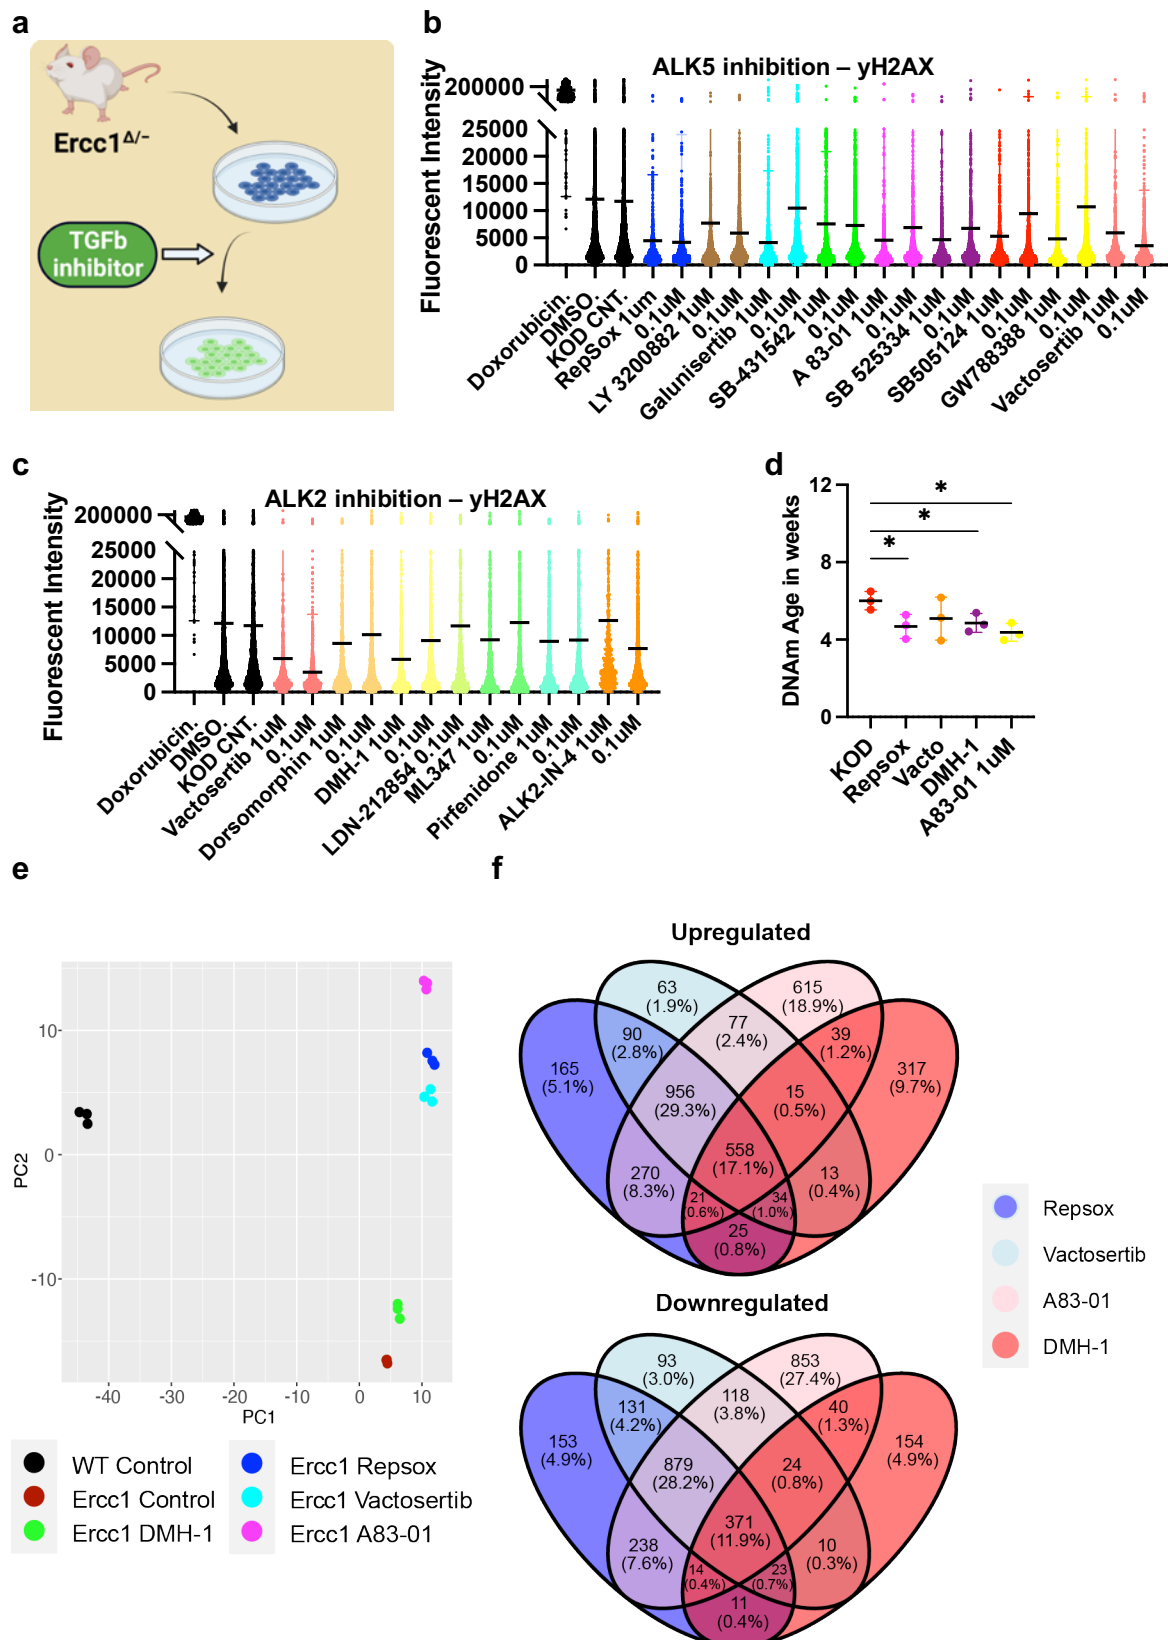 a
Ercc1Δ/−
TGFb
inhibitor
b
ALK5 inhibition – yH2AX
Fluorescent Intensity
200000
25000
20000
15000
10000
5000
0
Doxorubicin.
DMSO.
KOD CNT.
RepSox 1um
0.1uM
LY 3200882 1uM
0.1uM
Galunisertib 1uM
0.1uM
SB-431542 1uM
0.1uM
A 83-01 1uM
0.1uM
SB 525334 1uM
0.1uM
SB505124 1uM
0.1uM
GW788388 1uM
0.1uM
Vactosertib 1uM
0.1uM
c
ALK2 inhibition – yH2AX
Fluorescent Intensity
200000
25000
20000
15000
10000
5000
0
Doxorubicin.
DMSO.
KOD CNT.
Vactosertib 1uM
0.1uM
Dorsomorphin 1uM
0.1uM
DMH-1 1uM
0.1uM
LDN-212854 0.1uM
ML347 1uM
0.1uM
Pirfenidone 1uM
0.1uM
ALK2-IN-4 1uM
0.1uM
d
DNAm Age in weeks
12
8
4
0
*
*
*
KOD
Repsox
Vacto
DMH-1
A83-01 1uM
e
PC2
10
0
-10
-40
-30
-20
-10
0
10
PC1
WT Control
Ercc1 Control
Ercc1 DMH-1
Ercc1 Repsox
Ercc1 Vactosertib
Ercc1 A83-01
f
Upregulated
63
(1.9%)
615
(18.9%)
90
(2.8%)
77
(2.4%)
39
(1.2%)
165
(5.1%)
317
(9.7%)
956
(29.3%)
15
(0.5%)
558
(17.1%)
270
(8.3%)
13
(0.4%)
21
(0.6%)
34
(1.0%)
25
(0.8%)
Repsox
Vactosertib
A83-01
DMH-1
Downregulated
93
(3.0%)
853
(27.4%)
131
(4.2%)
118
(3.8%)
40
(1.3%)
153
(4.9%)
154
(4.9%)
879
(28.2%)
24
(0.8%)
371
(11.9%)
238
(7.6%)
10
(0.3%)
14
(0.4%)
23
(0.7%)
11
(0.4%)